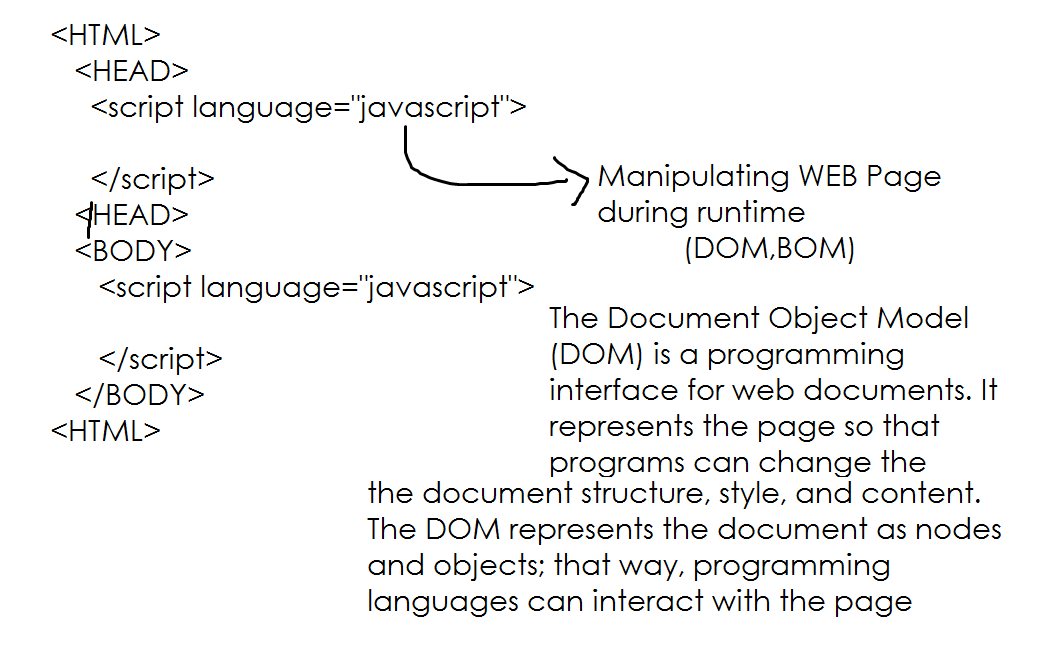 <HTML>
<HEAD>
<script language="javascript">
</script>
Manipulating WEB Page
during runtime
(DOM,BOM)
</HEAD>
<BODY>
<script language="javascript">
</script>
</BODY>
<HTML>
The Document Object Model
(DOM) is a programming
interface for web documents. It
represents the page so that
programs can change the
the document structure, style, and content.
The DOM represents the document as nodes
and objects; that way, programming
languages can interact with the page